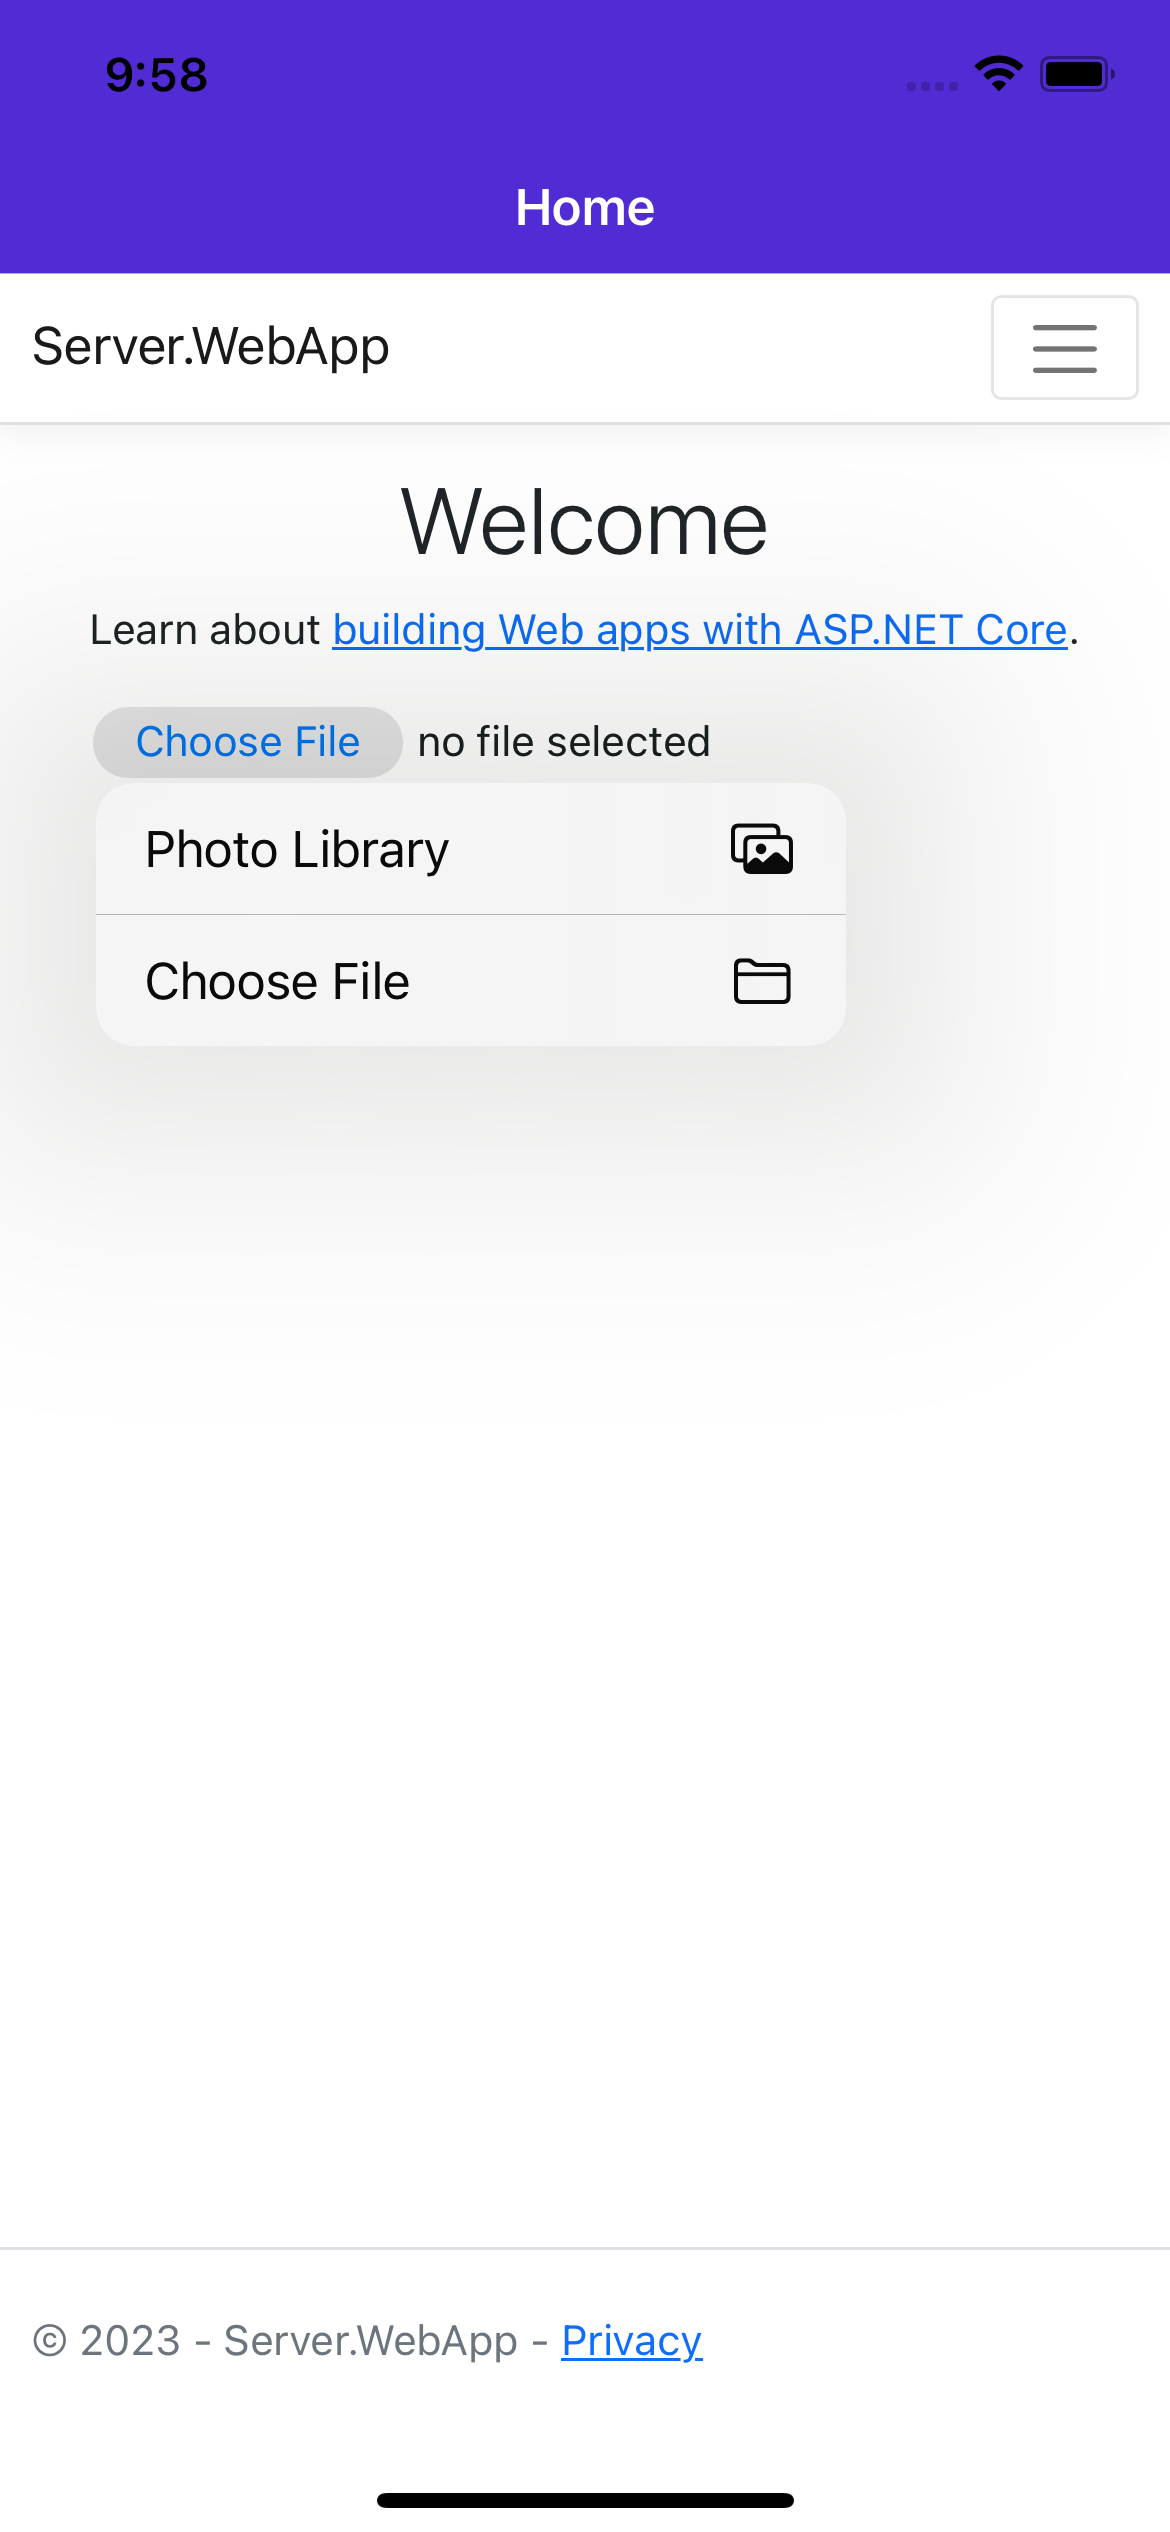 9:58
Home
Server.WebApp
Welcome
Learn about building Web apps with ASP.NET Core.
Choose File no file selected
Photo Library
Choose File
© 2023 - Server.WebApp - Privacy